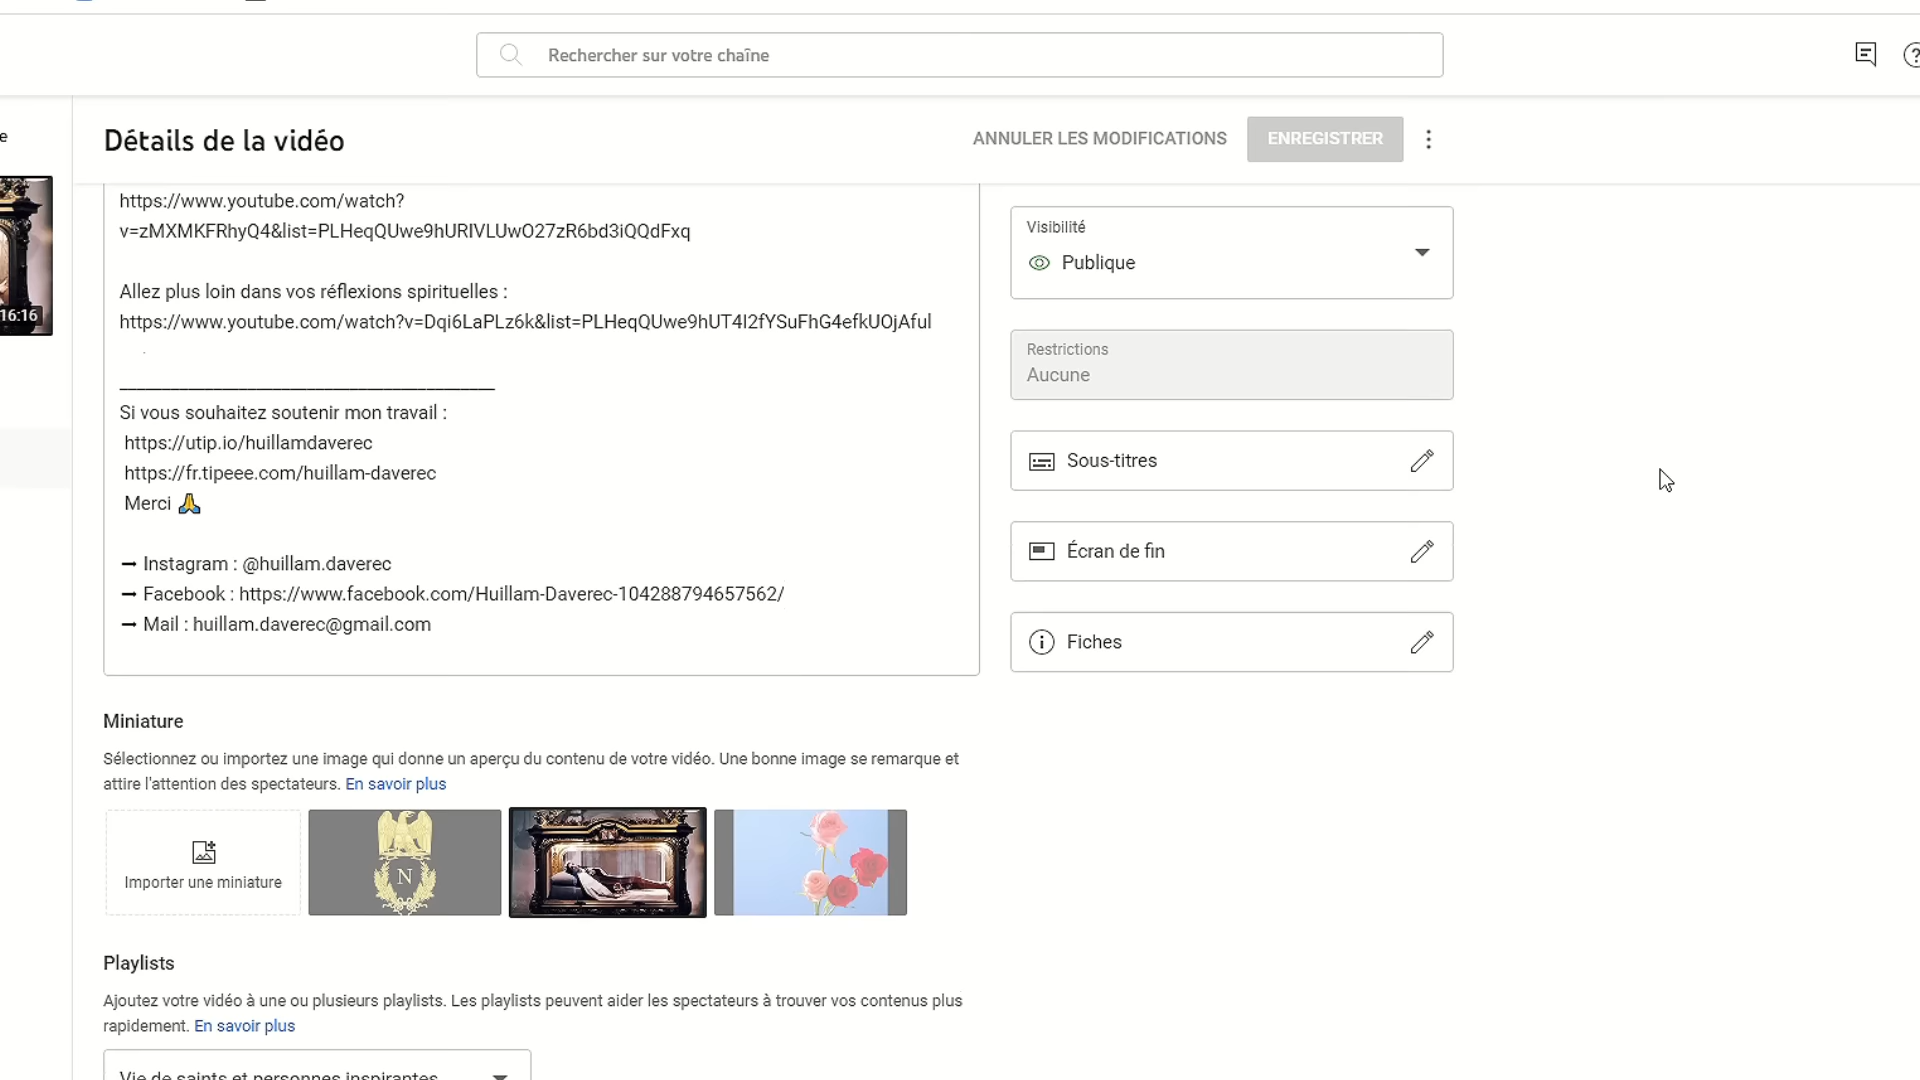 Rechercher sur votre chaîne
e
Détails de la vidéo
ANNULER LES MODIFICATIONS
ENREGISTRER
16:16
https://www.youtube.com/watch?
v=zMXMKFRhyQ4&list=PLHeqQUwe9hURIVLUwO27zR6bd3iQQdFxq
Allez plus loin dans vos réflexions spirituelles :
https://www.youtube.com/watch?v=Dqi6LaPLz6k&list=PLHeqQUwe9hUT4I2fYSuFhG4efkUOjAful
Si vous souhaitez soutenir mon travail :
https://utip.io/huillamdaverec
https://fr.tipeee.com/huillam-daverec
Merci 🙏
➞ Instagram : @huillam.daverec
➞ Facebook : https://www.facebook.com/Huillam-Daverec-104288794657562/
➞ Mail : huillam.daverec@gmail.com
Visibilité
Publique
Restrictions
Aucune
Sous-titres
Écran de fin
Fiches
Miniature
Sélectionnez ou importez une image qui donne un aperçu du contenu de votre vidéo. Une bonne image se remarque et
attire l'attention des spectateurs. En savoir plus
Importer une miniature
N
Playlists
Ajoutez votre vidéo à une ou plusieurs playlists. Les playlists peuvent aider les spectateurs à trouver vos contenus plus
rapidement. En savoir plus
Vie de saints et personnes inspirantes